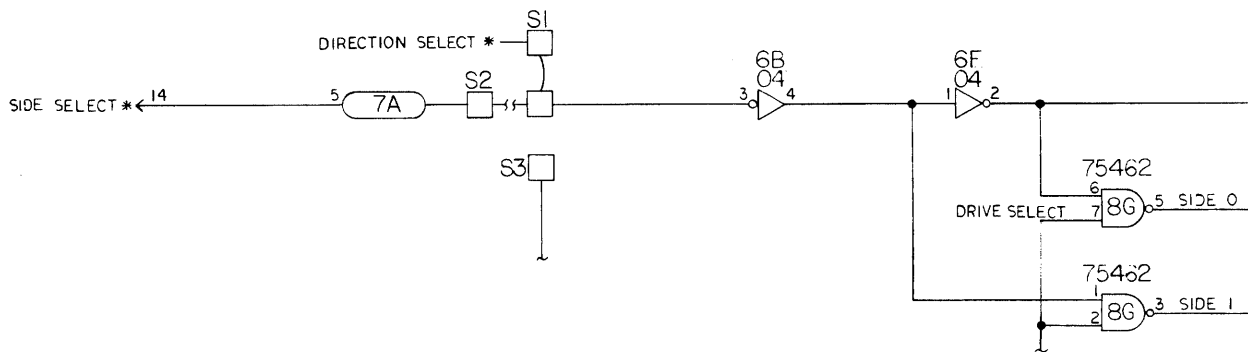 S1
DIRECTION SELECT *
6B
04
6F
04
S2
SIDE SELECT * 14
5 7A
3 4
1 2
S3
75462
6
8G 5 SIDE 0
DRIVE SELECT 7
75462
1
8G 3 SIDE 1
2